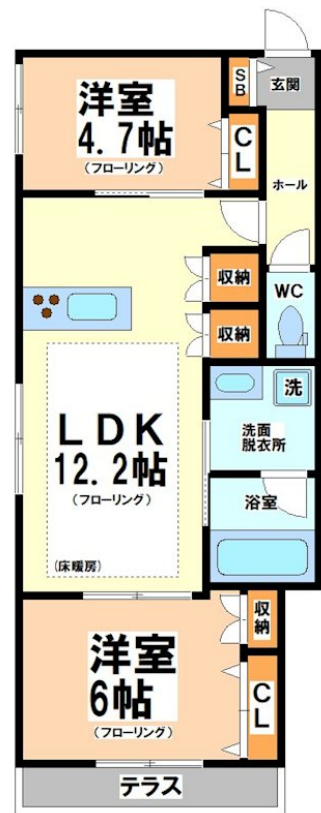 SB
玄関
洋室
4.7帖
(フローリング)
CL
ホール
収納
WC
収納
洗
LDK
12.2帖
(フローリング)
洗面
脱衣所
浴室
(床暖房)
収納
洋室
6帖
(フローリング)
CL
テラス